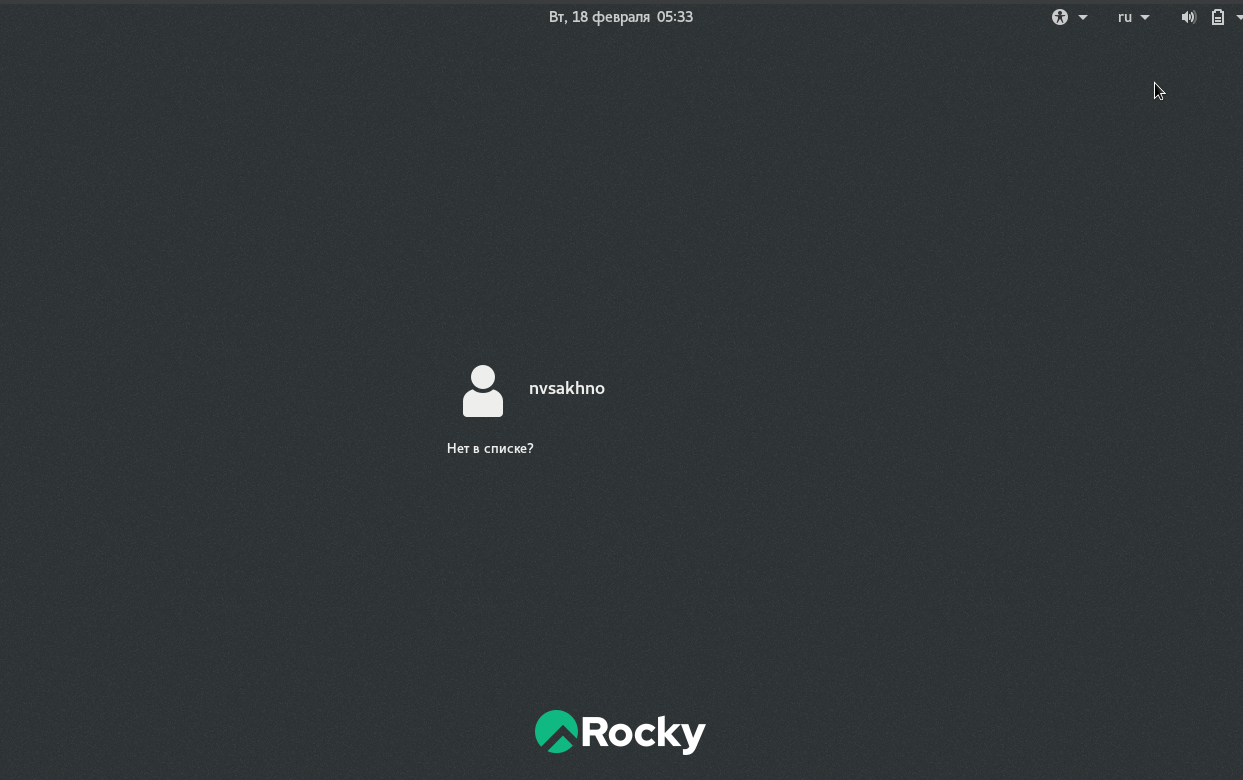 Вт, 18 февраля 05:33
ru
nvsakhno
Нет в списке?
Rocky